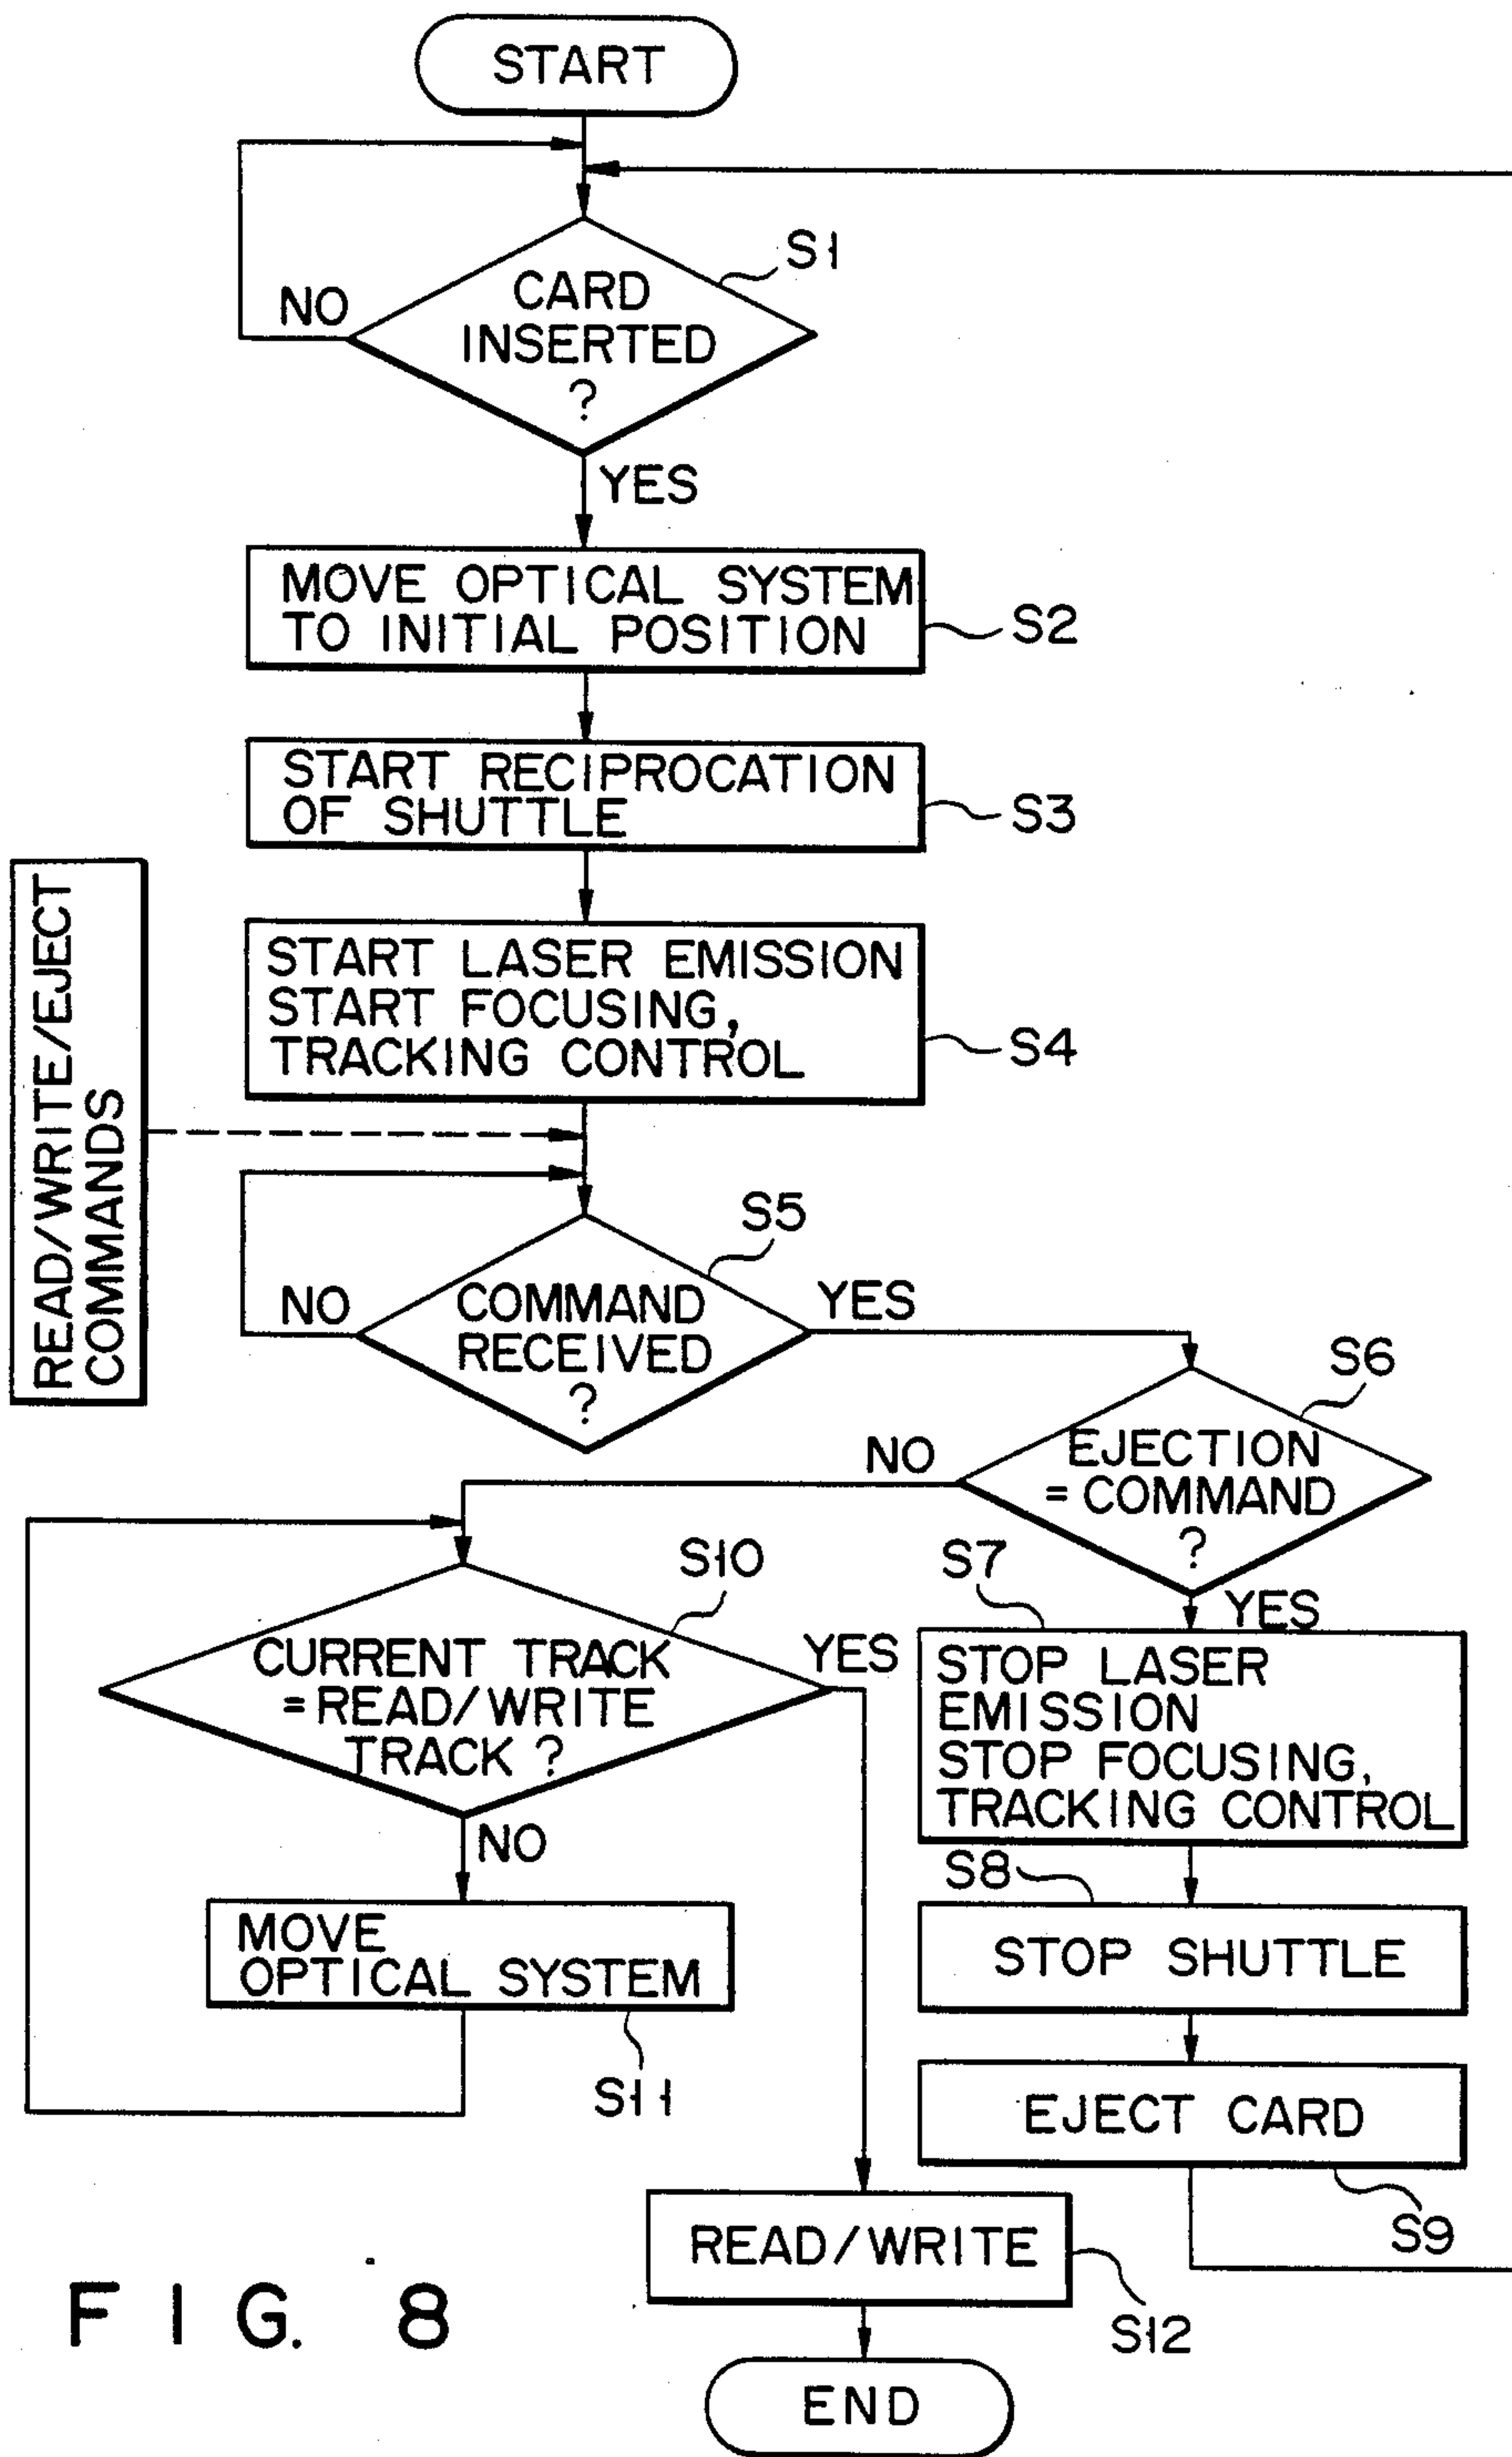 START
S1
NO
CARD
INSERTED
?
YES
MOVE OPTICAL SYSTEM
TO INITIAL POSITION
S2
START RECIPROCATION
OF SHUTTLE
S3
READ/WRITE/EJECT
COMMANDS
START LASER EMISSION
START FOCUSING,
TRACKING CONTROL
S4
S5
NO
COMMAND
RECEIVED
?
YES
S6
NO
EJECTION
= COMMAND
?
YES
S10
CURRENT TRACK
= READ/WRITE
TRACK ?
YES
NO
S7
STOP LASER
EMISSION
STOP FOCUSING,
TRACKING CONTROL
MOVE
OPTICAL SYSTEM
S11
S8
STOP SHUTTLE
EJECT CARD
S9
READ/WRITE
S12
END
FIG. 8